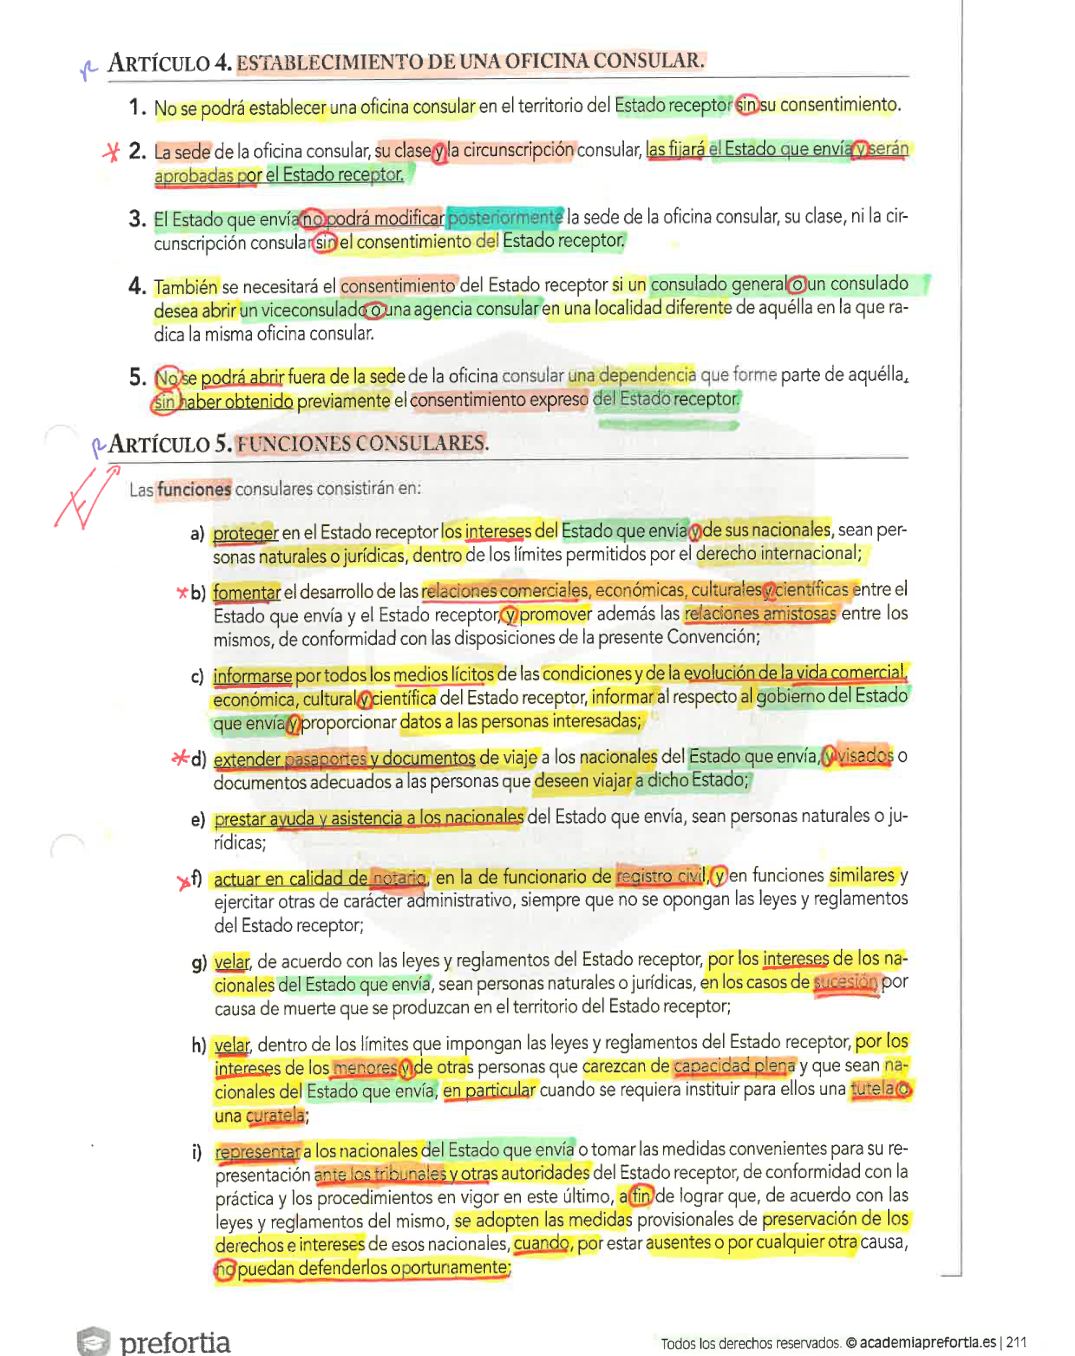 ARTÍCULO 4. ESTABLECIMIENTO DE UNA OFICINA CONSULAR.
1. No se podrá establecer una oficina consular en el territorio del Estado receptor sin su consentimiento.
2. La sede de la oficina consular, su clase y la circunscripción consular, las fijará el Estado que envía y serán
aprobadas por el Estado receptor.
3. El Estado que envía no podrá modificar posteriormente la sede de la oficina consular, su clase, ni la cir-
cunscripción consular sin el consentimiento del Estado receptor.
4. También se necesitará el consentimiento del Estado receptor si un consulado general o un consulado
desea abrir un viceconsulado o una agencia consular en una localidad diferente de aquélla en la que ra-
dica la misma oficina consular.
5. No se podrá abrir fuera de la sede de la oficina consular una dependencia que forme parte de aquélla,
sin haber obtenido previamente el consentimiento expreso del Estado receptor.
ARTÍCULO 5. FUNCIONES CONSULARES.
Las funciones consulares consistirán en:
a) proteger en el Estado receptor los intereses del Estado que envía y de sus nacionales, sean per-
sonas naturales o jurídicas, dentro de los límites permitidos por el derecho internacional;
b) fomentar el desarrollo de las relaciones comerciales, económicas, culturales y científicas entre el
Estado que envía y el Estado receptor, y promover además las relaciones amistosas entre los
mismos, de conformidad con las disposiciones de la presente Convención;
c) informarse por todos los medios lícitos de las condiciones y de la evolución de la vida comercial,
económica, cultural y científica del Estado receptor, informar al respecto al gobierno del Estado
que envía y proporcionar datos a las personas interesadas;
d) extender pasaportes y documentos de viaje a los nacionales del Estado que envía, y visados o
documentos adecuados a las personas que deseen viajar a dicho Estado;
e) prestar ayuda y asistencia a los nacionales del Estado que envía, sean personas naturales o ju-
rídicas;
f) actuar en calidad de notario, en la de funcionario de registro civil, y en funciones similares y
ejercitar otras de carácter administrativo, siempre que no se opongan las leyes y reglamentos
del Estado receptor;
g) velar, de acuerdo con las leyes y reglamentos del Estado receptor, por los intereses de los na-
cionales del Estado que envía, sean personas naturales o jurídicas, en los casos de sucesión por
causa de muerte que se produzcan en el territorio del Estado receptor;
h) velar, dentro de los límites que impongan las leyes y reglamentos del Estado receptor, por los
intereses de los menores y de otras personas que carezcan de capacidad plena y que sean na-
cionales del Estado que envía, en particular cuando se requiera instituir para ellos una tutela o
una curatela;
i) representar a los nacionales del Estado que envía o tomar las medidas convenientes para su re-
presentación ante los tribunales y otras autoridades del Estado receptor, de conformidad con la
práctica y los procedimientos en vigor en este último, a fin de lograr que, de acuerdo con las
leyes y reglamentos del mismo, se adopten las medidas provisionales de preservación de los
derechos e intereses de esos nacionales, cuando, por estar ausentes o por cualquier otra causa,
no puedan defenderlos oportunamente;
prefortia
Todos los derechos reservados. © academiaprefortia.es | 211